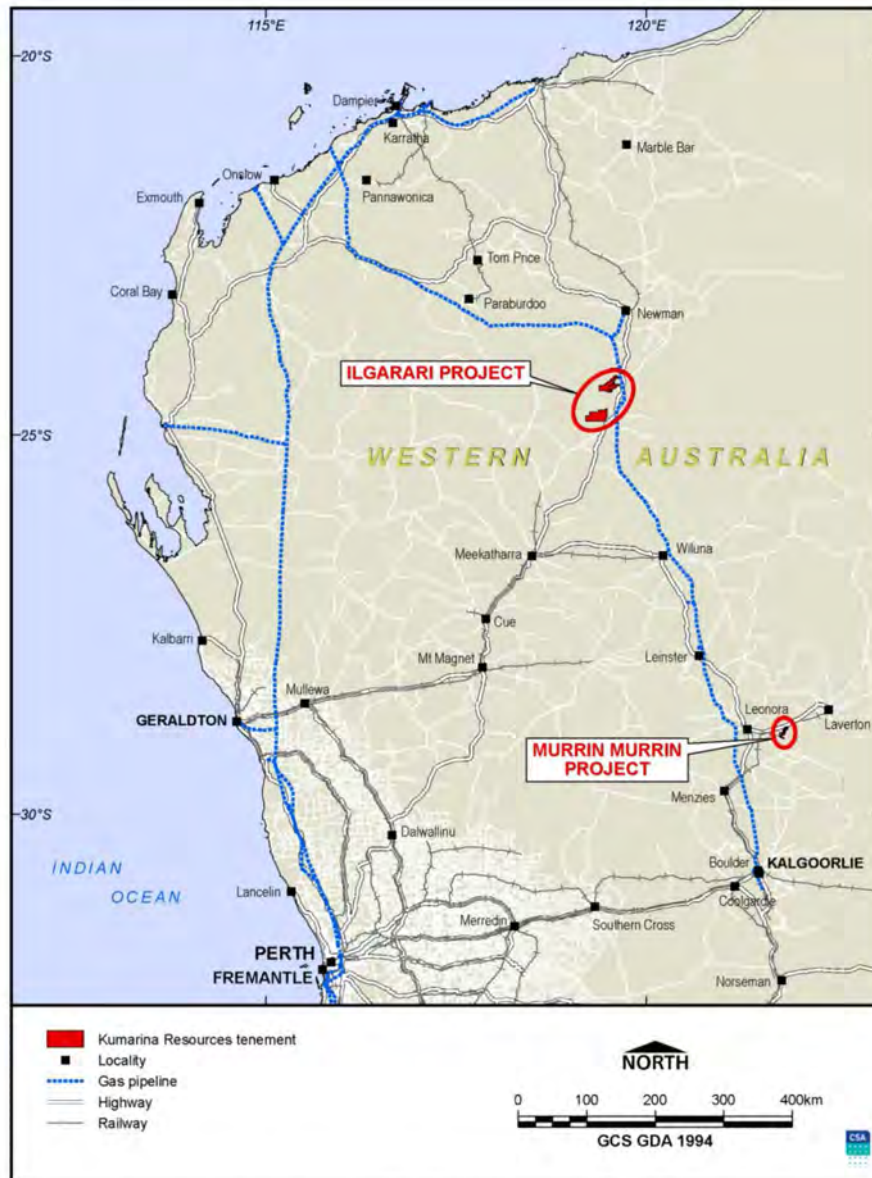 115°E
120°E
20°S
Dampier
Karratha
Marble Bar
Onslow
Pannawonica
Exmouth
Tom Price
Coral Bay
Paraburdoo
Newman
ILGARARI PROJECT
25°S
WESTERN AUSTRALIA
Meekatharra
Wiluna
Cue
Kalbarri
Mt Magnet
Leinster
Mullewa
GERALDTON
Leonora
Laverton
MURRIN MURRIN
PROJECT
Menzies
30°S
Dalwallinu
INDIAN
OCEAN
Boulder
KALGOORLIE
Lancelin
Coolgardie
Merredin
Southern Cross
PERTH
FREMANTLE
Norseman
Kumarina Resources tenement
Locality
Gas pipeline
Highway
Railway
NORTH
0 100 200 300 400km
GCS GDA 1994
CSA